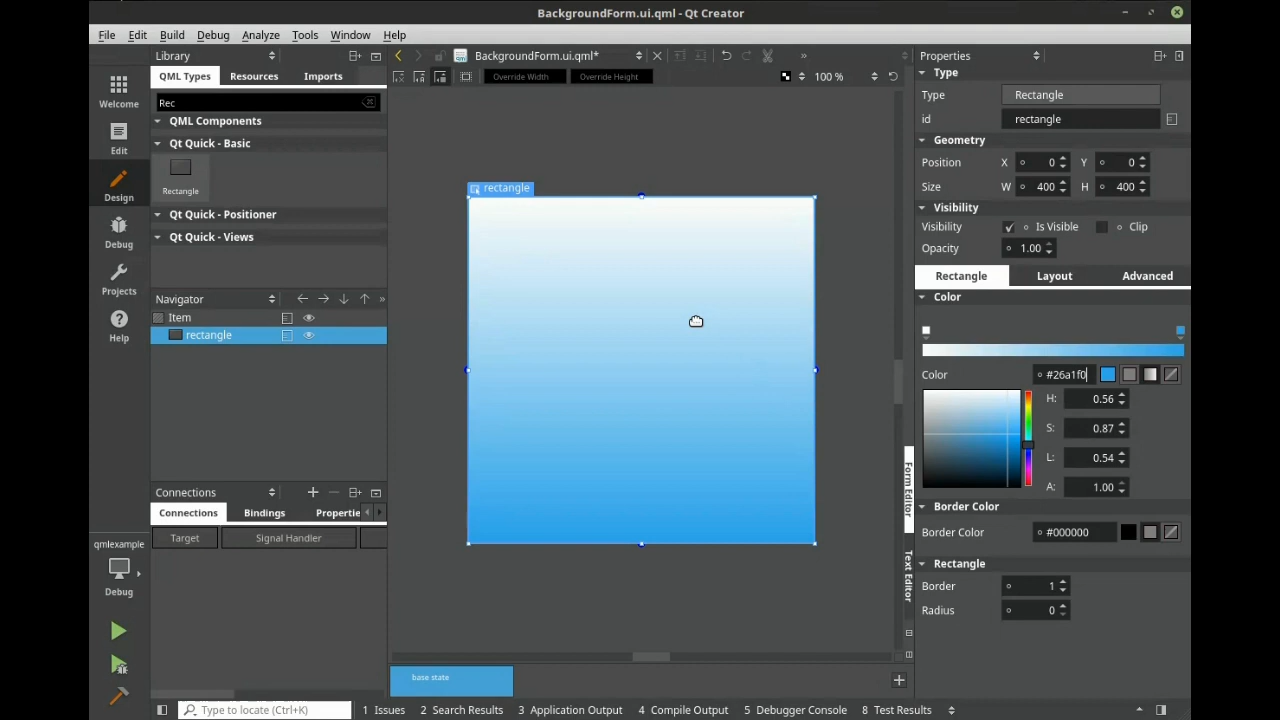 BackgroundForm.ui.qml - Qt Creator
File Edit Build Debug Analyze Tools Window Help
Library
BackgroundForm.ui.qml*
Properties
QML Types Resources Imports
Override Width Override Height
100 %
Type
Welcome
Type Rectangle
Rec
id rectangle
QML Components
Geometry
Edit
Qt Quick - Basic
Position X 0 Y 0
Rectangle
Size W 400 H 400
Design
rectangle
Qt Quick - Positioner
Visibility
Visibility Is Visible Clip
Qt Quick - Views
Debug
Opacity 1.00
Rectangle Layout Advanced
Projects
Navigator
Color
Item
Help
rectangle
Color #26a1f0
H: 0.56
S: 0.87
L: 0.54
A: 1.00
Form Editor
Connections
Border Color
Connections Bindings Propertie
Border Color #000000
Target Signal Handler
qmlexample
Rectangle
Text Editor
Debug
Border 1
Radius 0
base state
Type to locate (Ctrl+K)
1 Issues 2 Search Results 3 Application Output 4 Compile Output 5 Debugger Console 8 Test Results